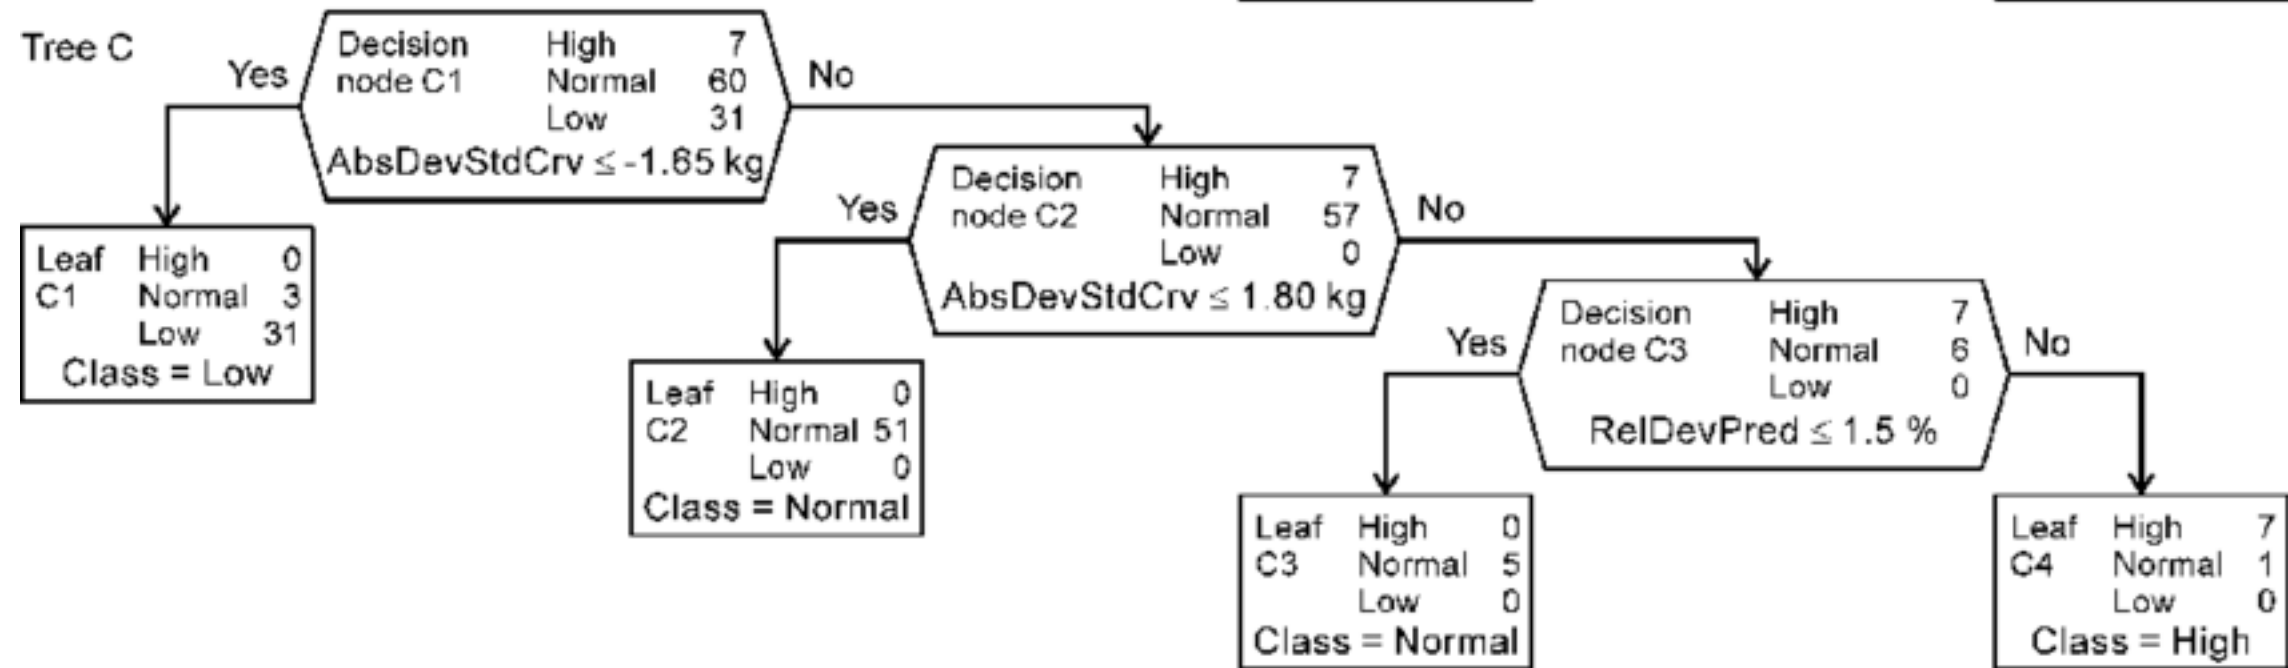 Tree C
Yes
Decision High 7
node C1 Normal 60
Low 31
AbsDevStdCrv ≤ -1.65 kg
No
Leaf High 0
C1 Normal 3
Low 31
Class = Low
Yes
Decision High 7
node C2 Normal 57
Low 0
AbsDevStdCrv ≤ 1.80 kg
No
Leaf High 0
C2 Normal 51
Low 0
Class = Normal
Yes
Decision High 7
node C3 Normal 6
Low 0
RelDevPred ≤ 1.5 %
No
Leaf High 0
C3 Normal 5
Low 0
Class = Normal
Leaf High 7
C4 Normal 1
Low 0
Class = High